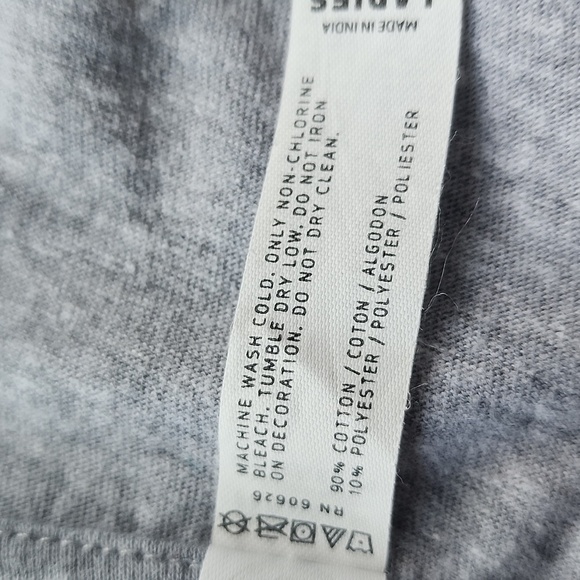 LADIES
MADE IN INDIA
MACHINE WASH COLD. ONLY NON-CHLORINE
BLEACH. TUMBLE DRY LOW. DO NOT IRON
ON DECORATION. DO NOT DRY CLEAN.
90% COTTON / COTON / ALGODON
10% POLYESTER / POLYESTER / POLIESTER
RN 60626